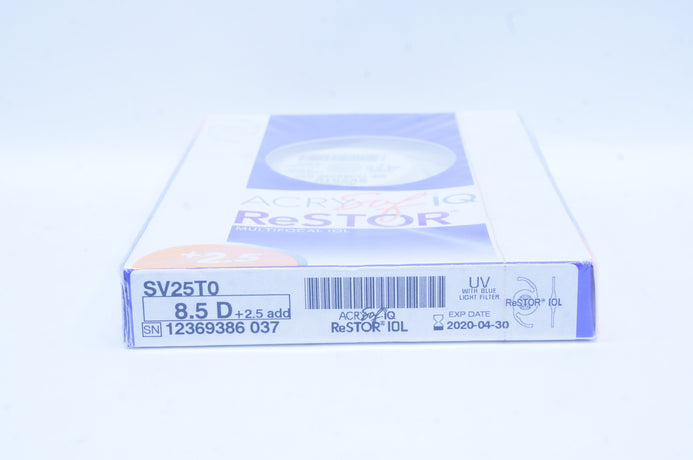 ACRYSof IQ
ReSTOR®
MULTIFOCAL IOL
+2.5
SV25T0
8.5 D +2.5 add
SN 12369386 037
ACRYSof IQ
ReSTOR® IOL
UV
WITH BLUE
LIGHT FILTER
EXP DATE
2020-04-30
ReSTOR® IOL